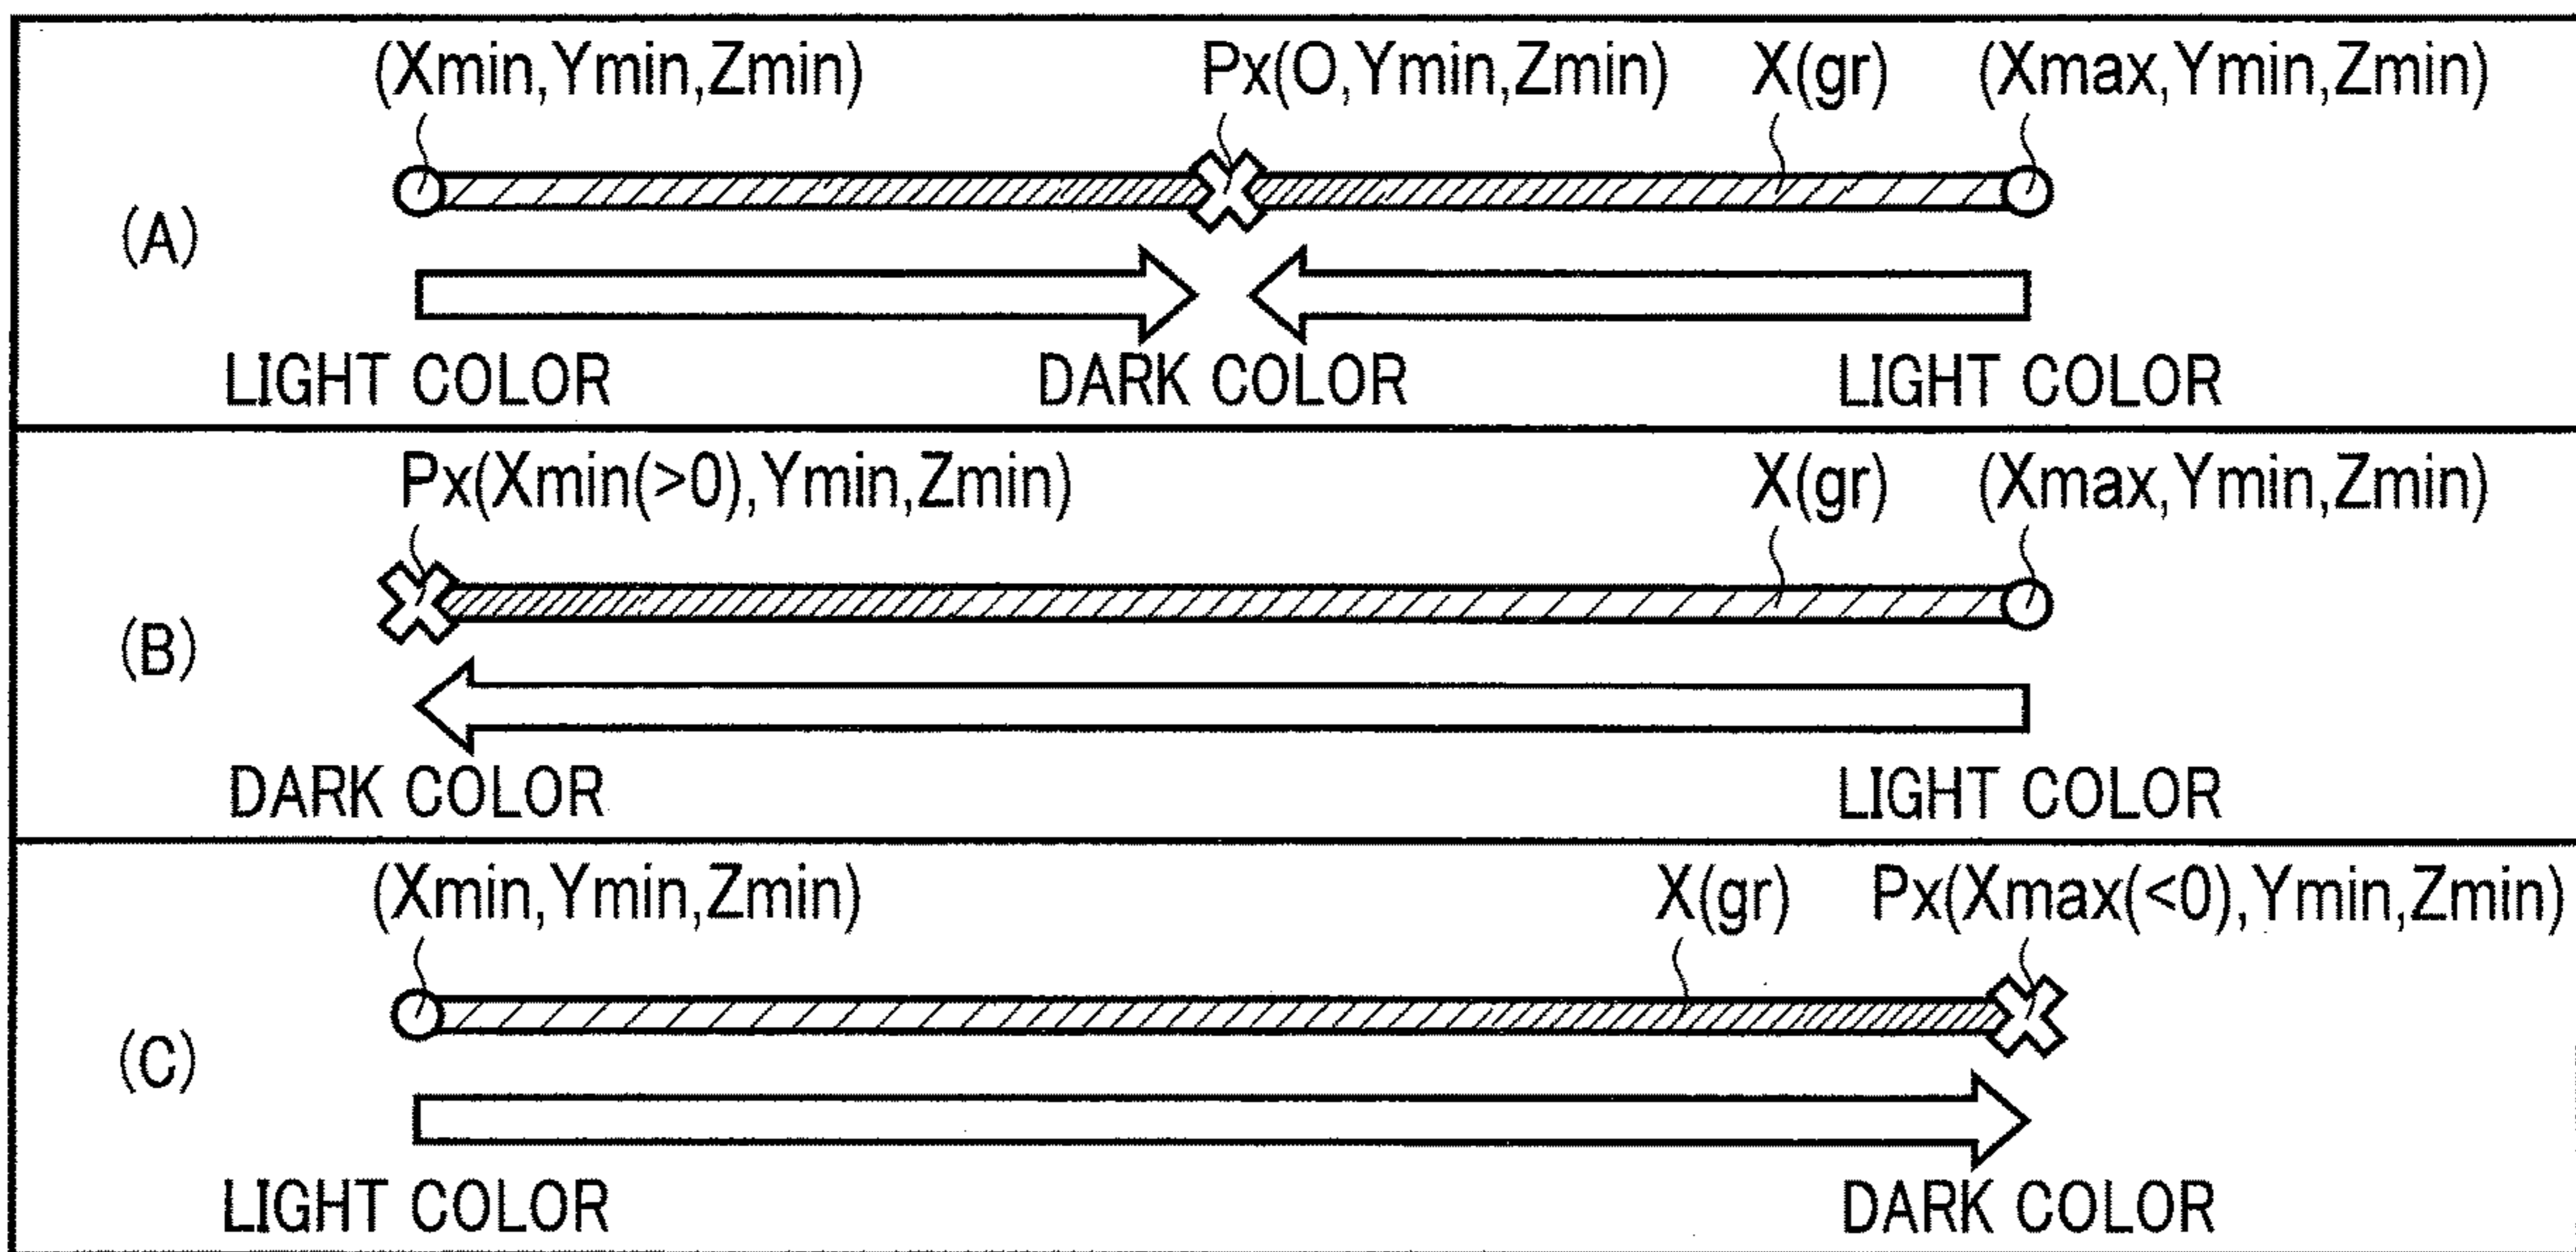 (Xmin,Ymin,Zmin) Px(O,Ymin,Zmin) X(gr) (Xmax,Ymin,Zmin)
(A)
LIGHT COLOR DARK COLOR LIGHT COLOR
Px(Xmin(>0),Ymin,Zmin) X(gr) (Xmax,Ymin,Zmin)
(B)
DARK COLOR LIGHT COLOR
(Xmin,Ymin,Zmin) X(gr) Px(Xmax(<0),Ymin,Zmin)
(C)
LIGHT COLOR DARK COLOR